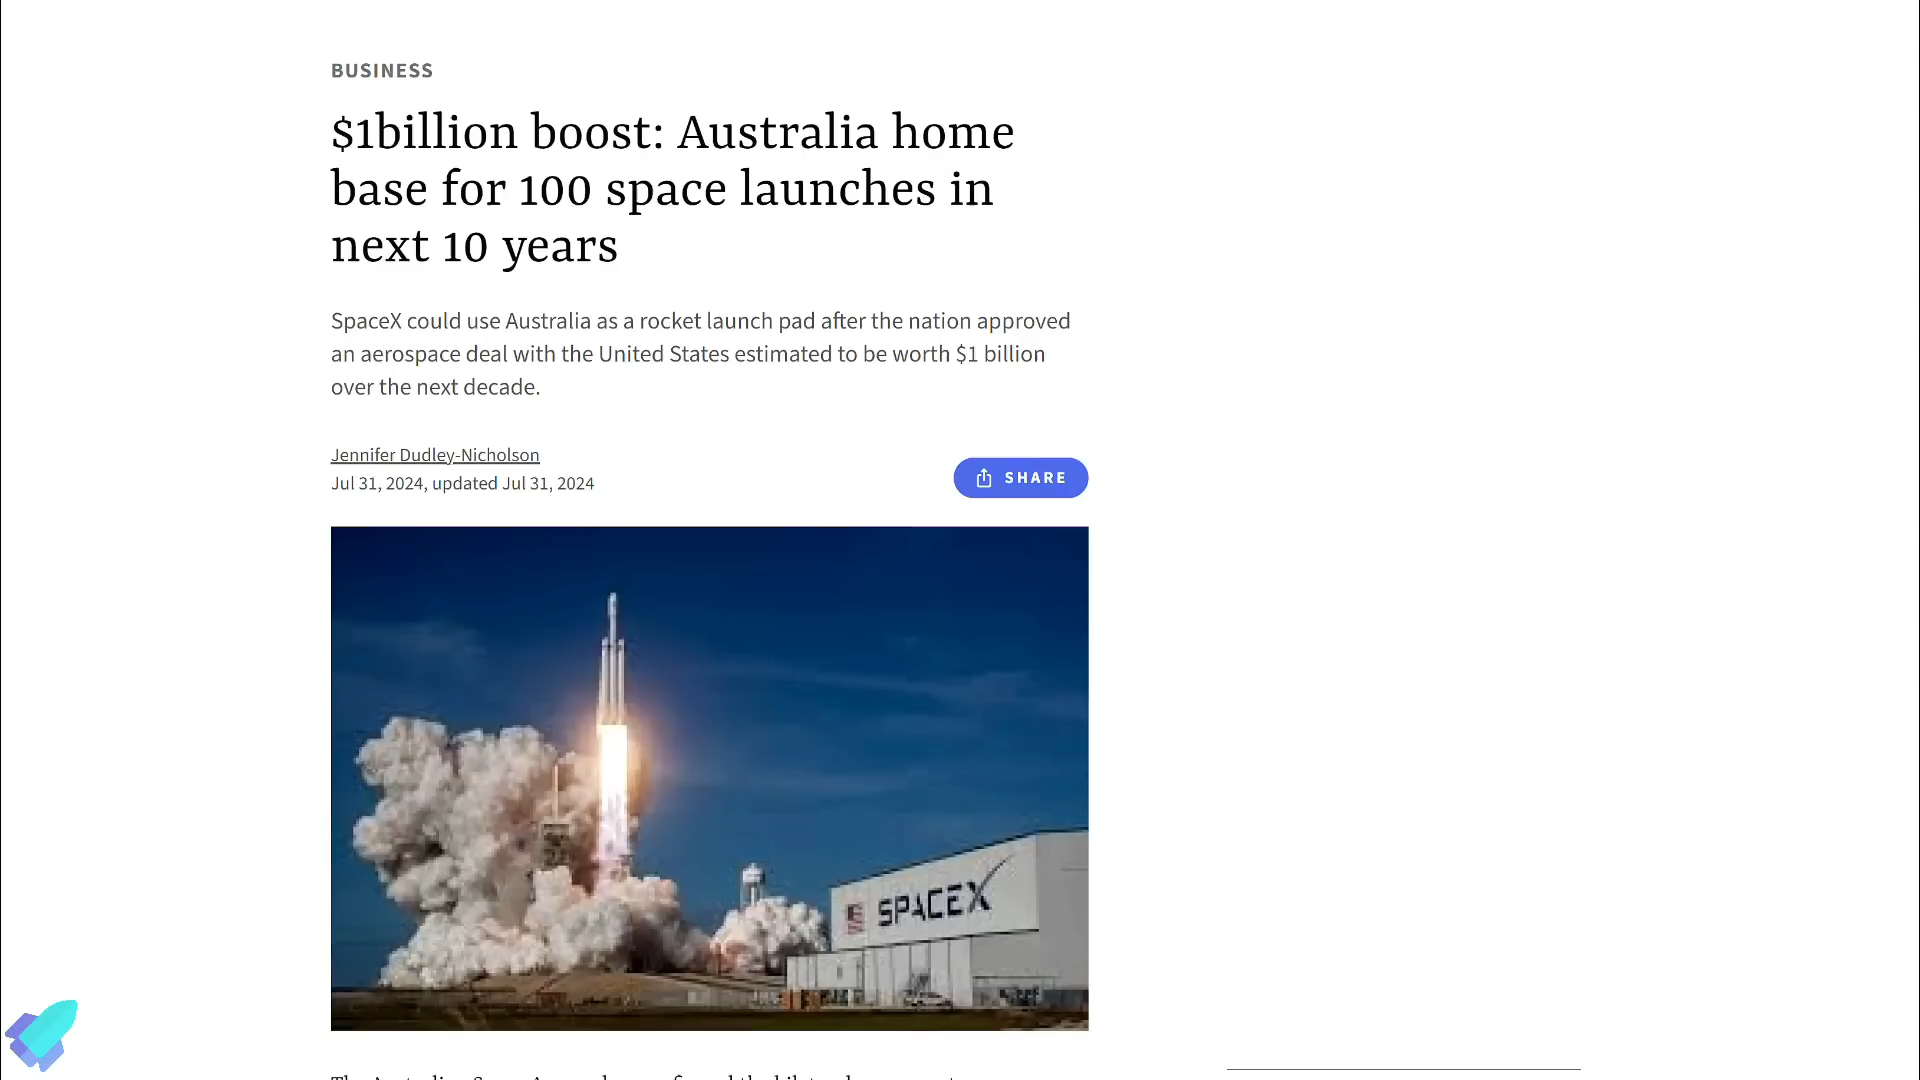 BUSINESS
$1billion boost: Australia home
base for 100 space launches in
next 10 years
SpaceX could use Australia as a rocket launch pad after the nation approved
an aerospace deal with the United States estimated to be worth $1 billion
over the next decade.
Jennifer Dudley-Nicholson
Jul 31, 2024, updated Jul 31, 2024
SHARE
SPACEX